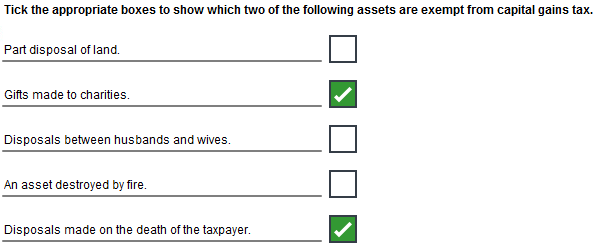 Tick the appropriate boxes to show which two of the following assets are exempt from capital gains tax.
Part disposal of land.
Gifts made to charities.
Disposals between husbands and wives.
An asset destroyed by fire.
Disposals made on the death of the taxpayer.